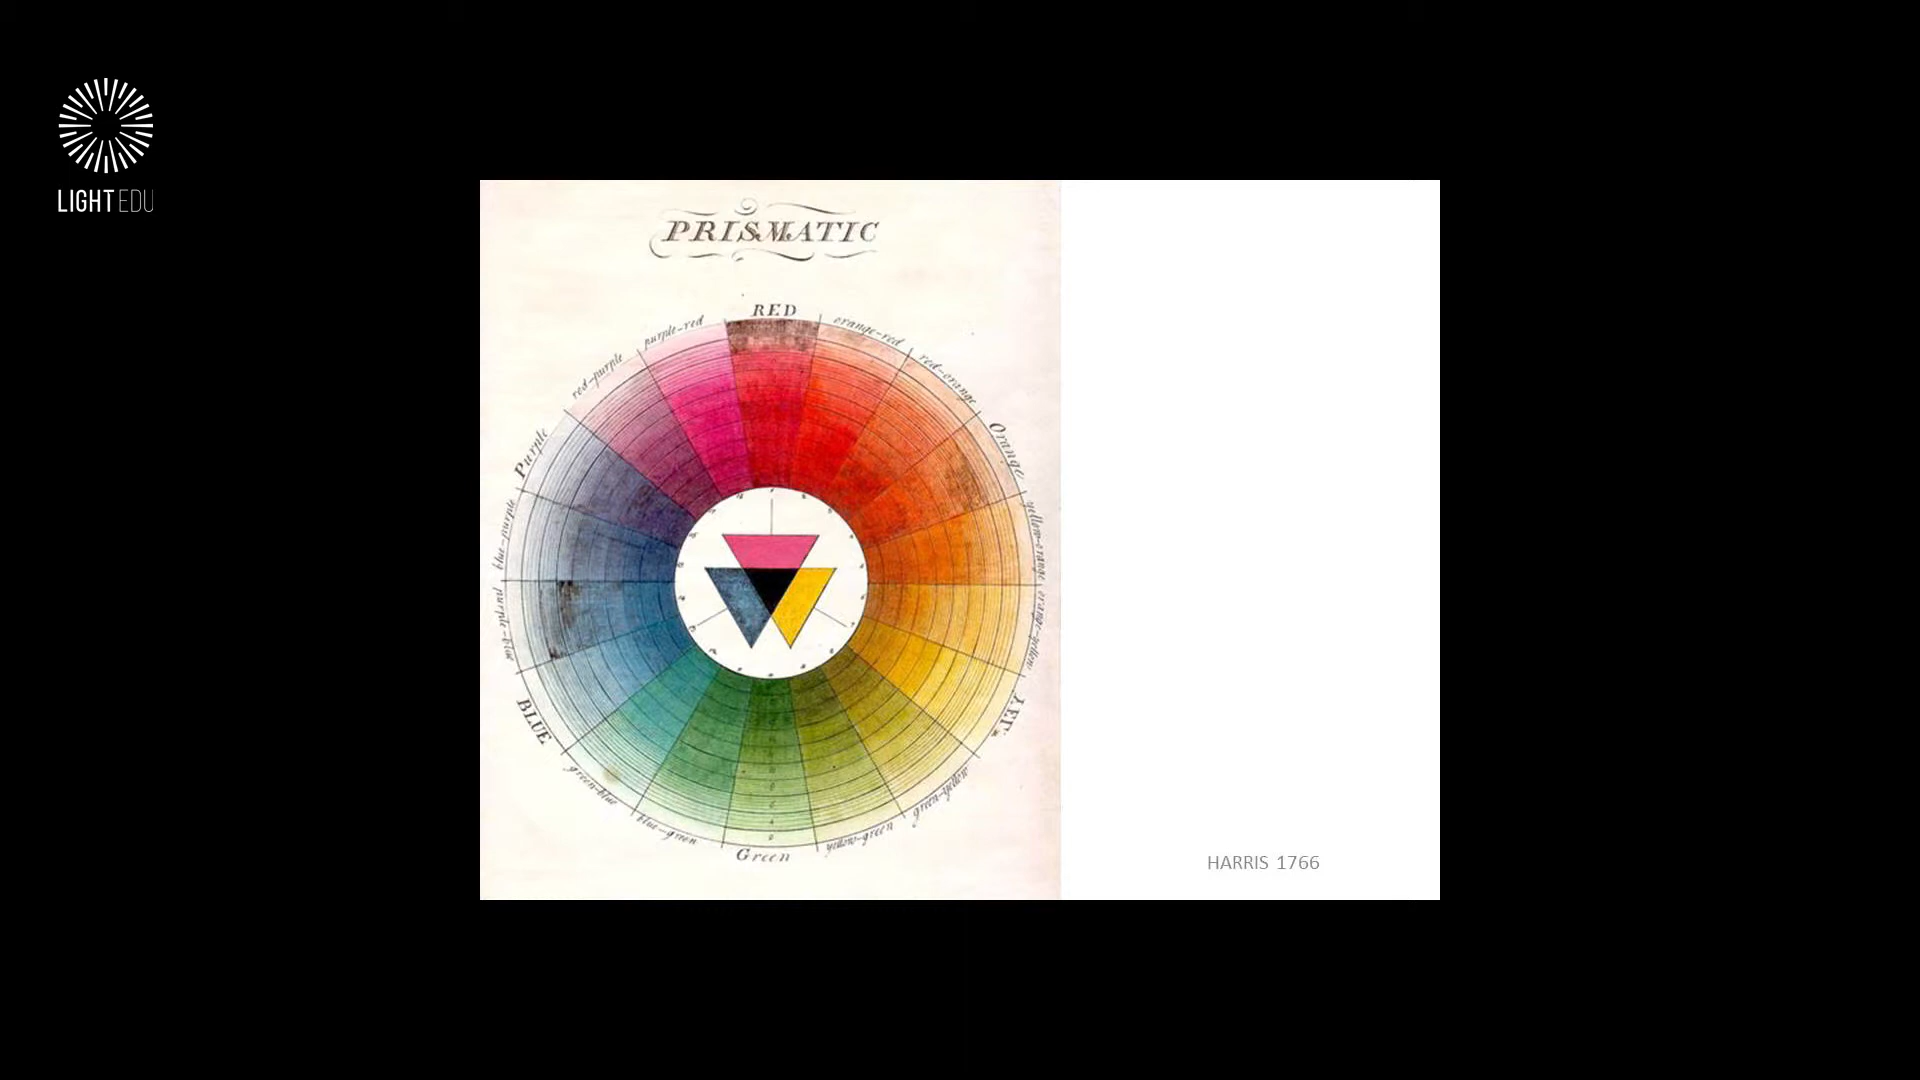 LIGHT EDU
PRISMATIC
RED
orange-red
red-orange
Orange
yellow-orange
orange-yellow
YEL
green-yellow
yellow-green
Green
blue-green
green-blue
BLUE
purple-blue
blue-purple
Purple
red-purple
purple-red
HARRIS 1766